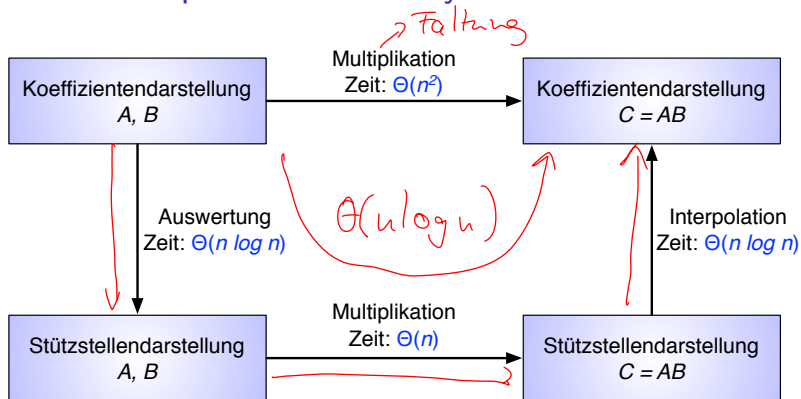 Faltung
Multiplikation
Zeit: Θ(n²)
Koeffizientendarstellung
A, B
Koeffizientendarstellung
C = AB
Auswertung
Zeit: Θ(n log n)
Θ(n log n)
Interpolation
Zeit: Θ(n log n)
Multiplikation
Zeit: Θ(n)
Stützstellendarstellung
A, B
Stützstellendarstellung
C = AB